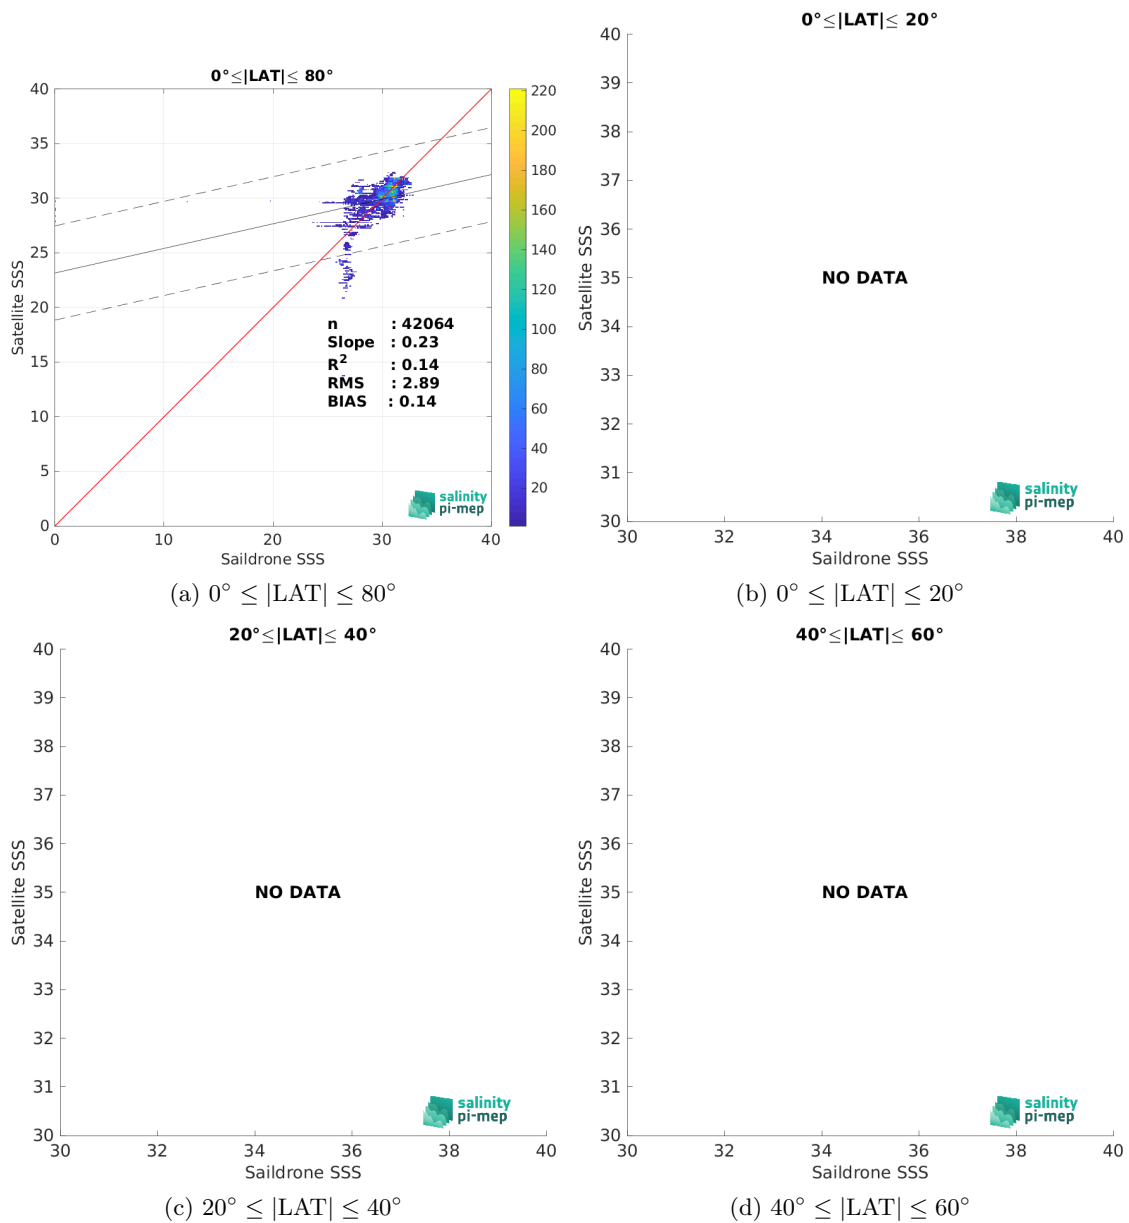 0°≤|LAT|≤ 80°
40
35
30
25
20
15
10
5
0
Satellite SSS
0
10
20
30
40
Saildrone SSS
n : 42064
Slope : 0.23
R² : 0.14
RMS : 2.89
BIAS : 0.14
220
200
180
160
140
120
100
80
60
40
20
salinity
pi-mep
(a) 0° ≤ |LAT| ≤ 80°
0°≤|LAT|≤ 20°
40
39
38
37
36
35
34
33
32
31
30
Satellite SSS
NO DATA
salinity
pi-mep
30
32
34
36
38
40
Saildrone SSS
(b) 0° ≤ |LAT| ≤ 20°
20°≤|LAT|≤ 40°
40
39
38
37
36
35
34
33
32
31
30
Satellite SSS
NO DATA
salinity
pi-mep
30
32
34
36
38
40
Saildrone SSS
(c) 20° ≤ |LAT| ≤ 40°
40°≤|LAT|≤ 60°
40
39
38
37
36
35
34
33
32
31
30
Satellite SSS
NO DATA
salinity
pi-mep
30
32
34
36
38
40
Saildrone SSS
(d) 40° ≤ |LAT| ≤ 60°